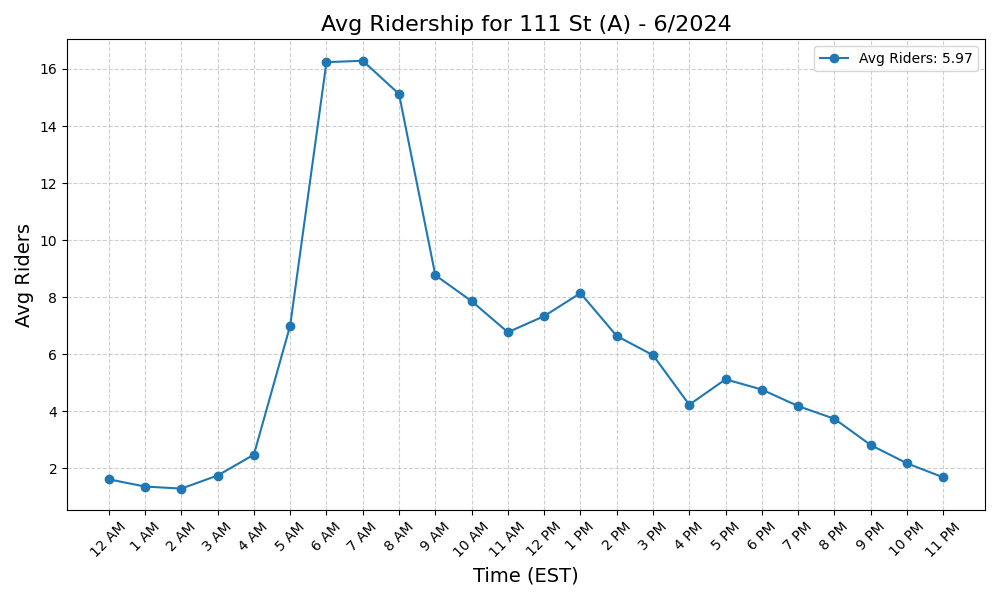 Avg Ridership for 111 St (A) - 6/2024
Avg Riders: 5.97
Avg Riders
16
14
12
10
8
6
4
2
12 AM
1 AM
2 AM
3 AM
4 AM
5 AM
6 AM
7 AM
8 AM
9 AM
10 AM
11 AM
12 PM
1 PM
2 PM
3 PM
4 PM
5 PM
6 PM
7 PM
8 PM
9 PM
10 PM
11 PM
Time (EST)